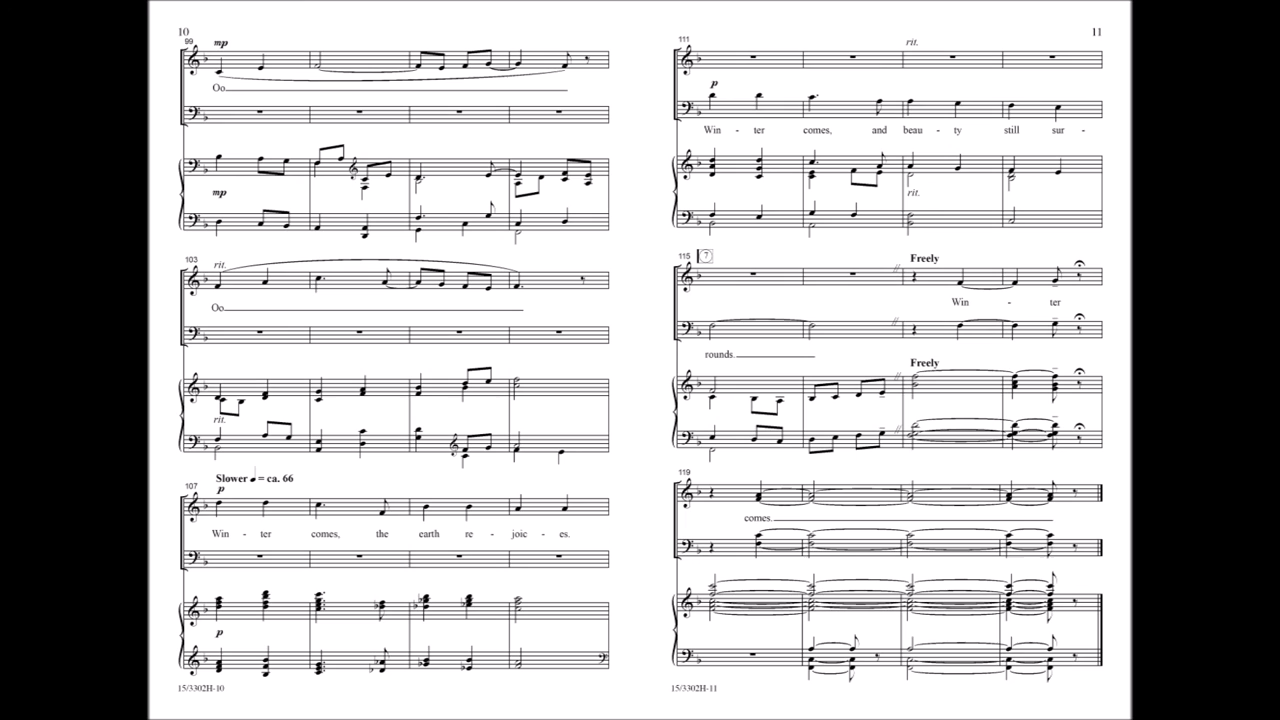 10
99
mp
Oo
mp
103
rit.
Oo
rit.
Slower ♩ = ca. 66
107
p
Win - ter comes, the earth re - joic - es.
p
15/3302H-10
11
111
rit.
p
Win - ter comes, and beau - ty still sur -
rit.
115
7
Freely
Win - ter
rounds.
Freely
119
comes.
15/3302H-11